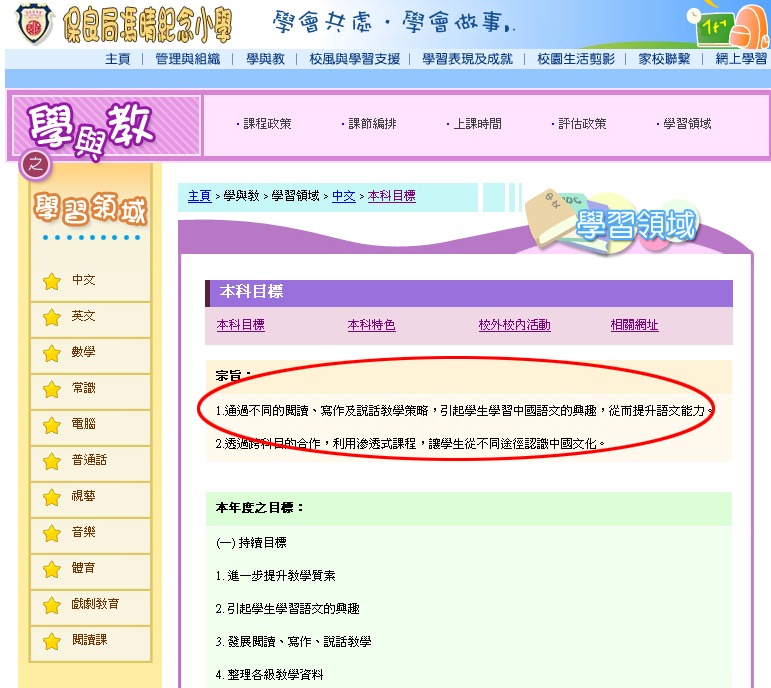 保良局馮晴紀念小學
學會共處·學會做事,.
主頁 | 管理與組織 | 學與教 | 校風與學習支援 | 學習表現及成就 | 校園生活剪影 | 家校聯繫 | 網上學習
學與教
· 課程政策 · 課節編排 · 上課時間 · 評估政策 · 學習領域
之
學習領域
主頁 > 學與教 > 學習領域 > 中文 > 本科目標
學習領域
中文
英文
數學
常識
電腦
普通話
視藝
音樂
體育
戲劇教育
閱讀課
本科目標
本科目標 本科特色 校外校內活動 相關網址
宗旨：
1.通過不同的閱讀、寫作及說話教學策略，引起學生學習中國語文的興趣，從而提升語文能力。
2.透過跨科目的合作，利用滲透式課程，讓學生從不同途徑認識中國文化。
本年度之目標：
(一) 持續目標
1. 進一步提升教學質素
2. 引起學生學習語文的興趣
3. 發展閱讀、寫作、說話教學
4. 整理各級教學資料